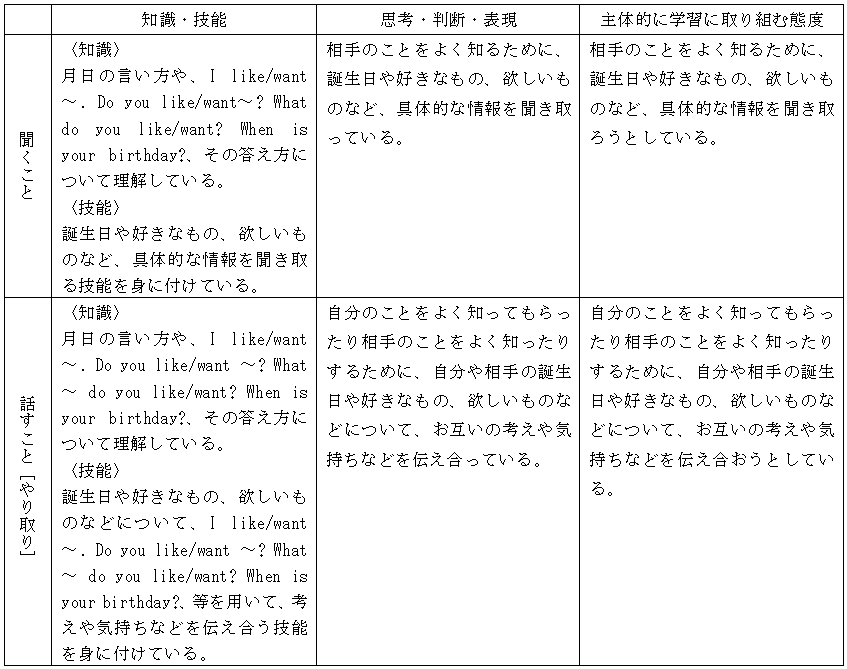 知識・技能
思考・判断・表現
主体的に学習に取り組む態度
聞くこと
〈知識〉
月日の言い方や、I like/want
～. Do you like/want～? What
do you like/want? When is
your birthday?、その答え方に
ついて理解している。
〈技能〉
誕生日や好きなもの、欲しいも
のなど、具体的な情報を聞き取
る技能を身に付けている。
相手のことをよく知るために、
誕生日や好きなもの、欲しいも
のなど、具体的な情報を聞き取
っている。
相手のことをよく知るために、
誕生日や好きなもの、欲しいも
のなど、具体的な情報を聞き取
ろうとしている。
話すこと[やり取り]
〈知識〉
月日の言い方や、I like/want
～. Do you like/want ～? What
～ do you like/want? When is
your birthday?、その答え方に
ついて理解している。
〈技能〉
誕生日や好きなもの、欲しいも
のなどについて、I like/want
～. Do you like/want ～? What
～ do you like/want? When is
your birthday?、等を用いて、考
えや気持ちなどを伝え合う技能
を身に付けている。
自分のことをよく知ってもらっ
たり相手のことをよく知ったり
するために、自分や相手の誕生
日や好きなもの、欲しいものな
どについて、お互いの考えや気
持ちなどを伝え合っている。
自分のことをよく知ってもらっ
たり相手のことをよく知ったり
するために、自分や相手の誕生
日や好きなもの、欲しいものな
どについて、お互いの考えや気
持ちなどを伝え合おうとしてい
る。